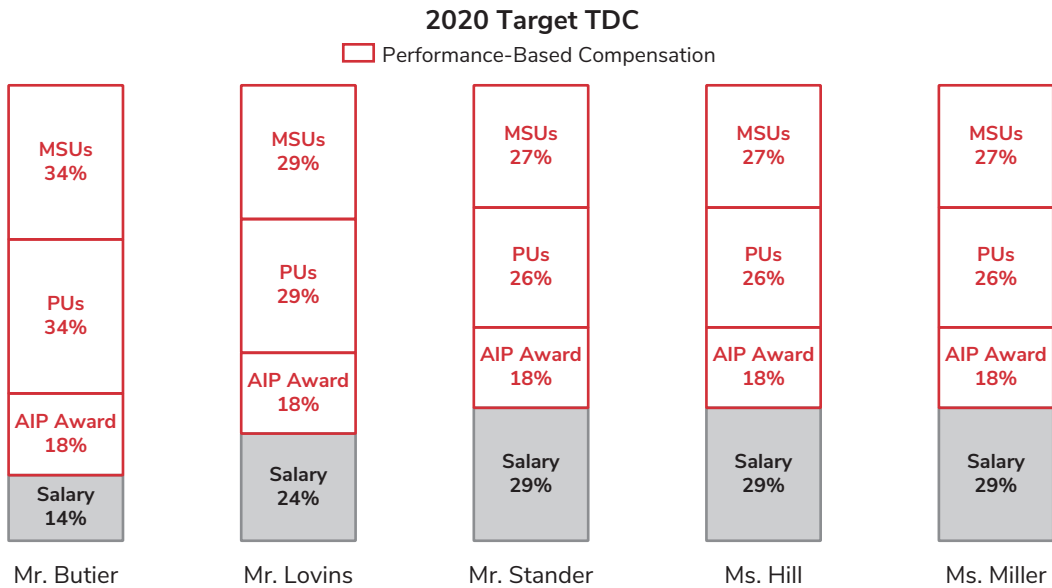 2020 Target TDC
Performance-Based Compensation
MSUs
34%
PUs
34%
AIP Award
18%
Salary
14%
Mr. Butier
MSUs
29%
PUs
29%
AIP Award
18%
Salary
24%
Mr. Lovins
MSUs
27%
PUs
26%
AIP Award
18%
Salary
29%
Mr. Stander
MSUs
27%
PUs
26%
AIP Award
18%
Salary
29%
Ms. Hill
MSUs
27%
PUs
26%
AIP Award
18%
Salary
29%
Ms. Miller